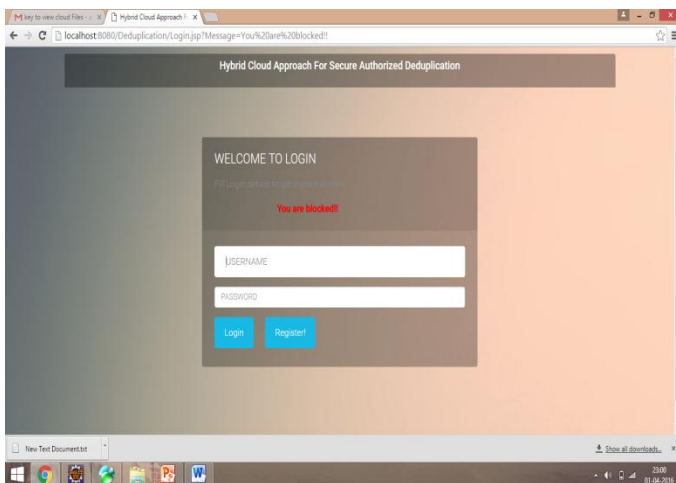 key to view cloud Files -
Hybrid Cloud Approach F
localhost:8080/Deduplication/Login.jsp?Message=You%20are%20blocked!!
Hybrid Cloud Approach For Secure Authorized Deduplication
WELCOME TO LOGIN
You are blocked!!
USERNAME
PASSWORD
Login Register!
New Text Document.txt Show all downloads...
23:00
01-04-2016